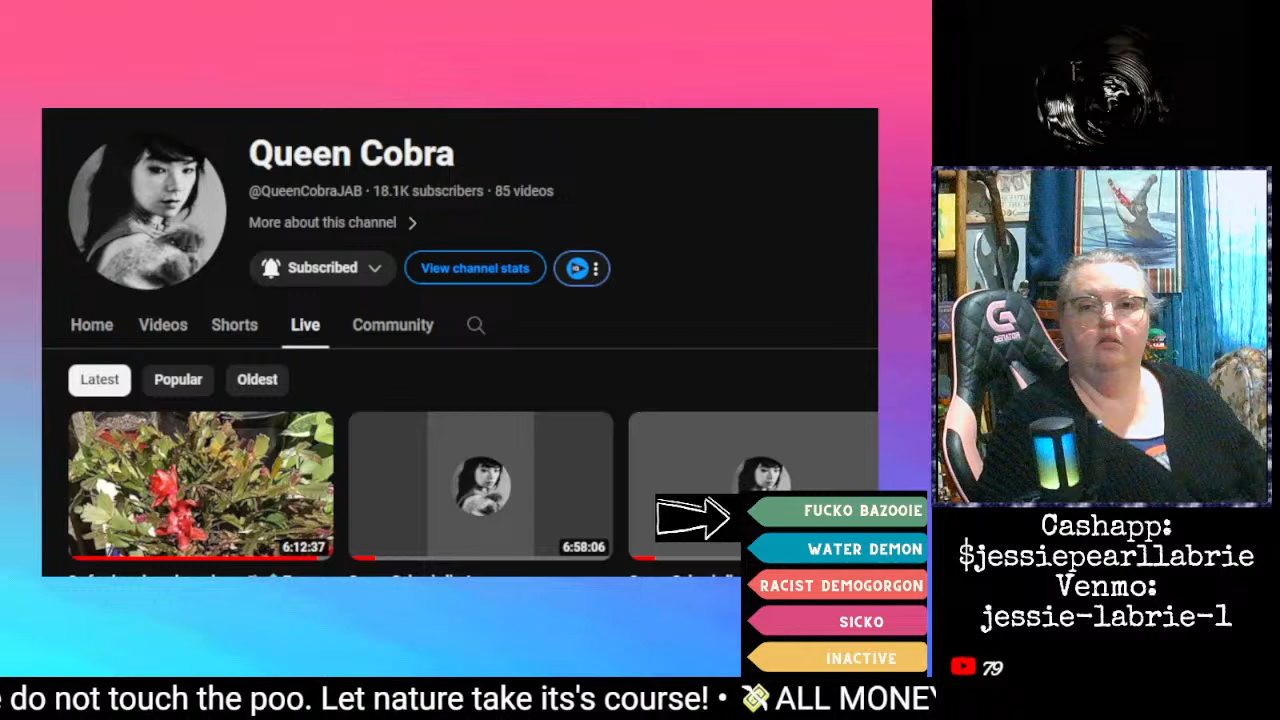 Queen Cobra
@QueenCobraJAB · 18.1K subscribers · 85 videos
More about this channel
Subscribed
View channel stats
Home
Videos
Shorts
Live
Community
Latest
Popular
Oldest
6:12:37
6:58:06
FUCKO BAZOOIE
WATER DEMON
RACIST DEMOGORGON
SICKO
INACTIVE
Cashapp:
$jessiepearllabrie
Venmo:
jessie-labrie-1
79
do not touch the poo. Let nature take its's course! • 💸ALL MONEY